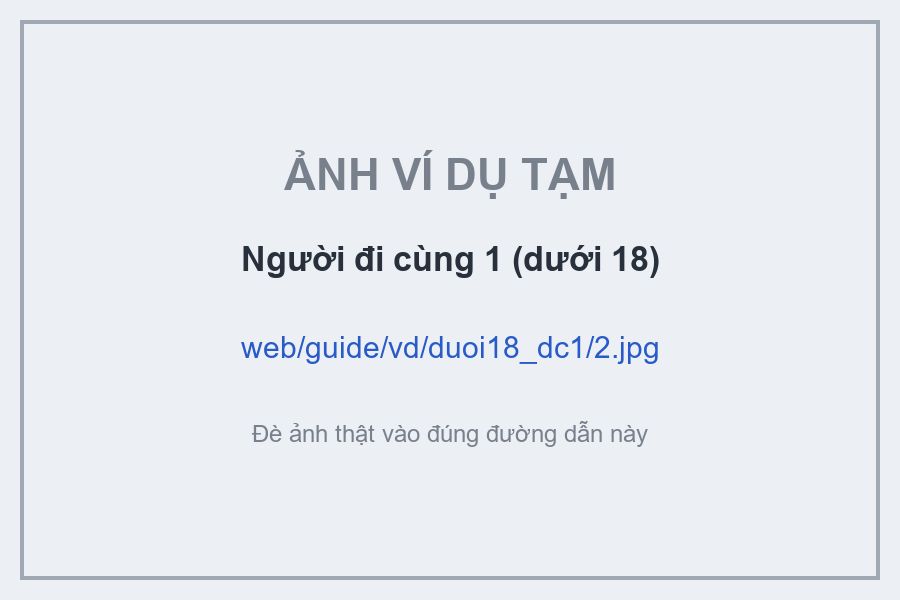 ẢNH VÍ DỤ TẠM
Người đi cùng 1 (dưới 18)
web/guide/vd/duoi18_dc1/2.jpg
Đè ảnh thật vào đúng đường dẫn này